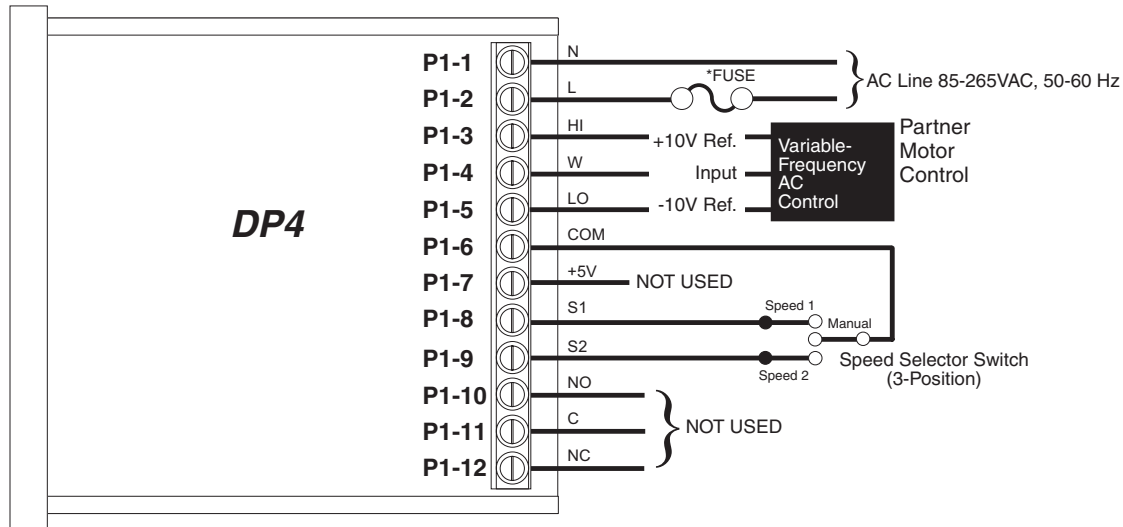 DP4
P1-1 N
*FUSE
AC Line 85-265VAC, 50-60 Hz
P1-2 L
P1-3 HI +10V Ref.
P1-4 W Input
P1-5 LO -10V Ref.
Variable-
Frequency
AC
Control
Partner
Motor
Control
P1-6 COM
P1-7 +5V NOT USED
P1-8 S1 Speed 1
Manual
P1-9 S2 Speed 2
Speed Selector Switch
(3-Position)
P1-10 NO
P1-11 C NOT USED
P1-12 NC